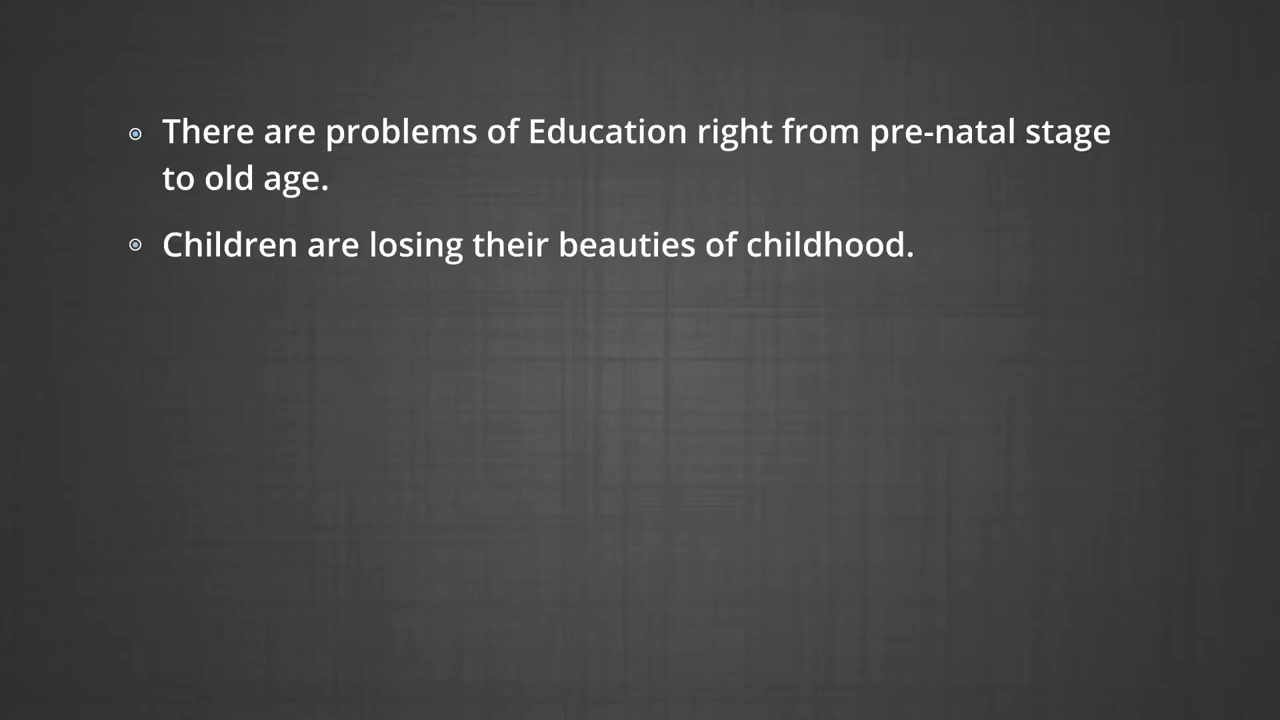 There are problems of Education right from pre-natal stage
to old age.
Children are losing their beauties of childhood.